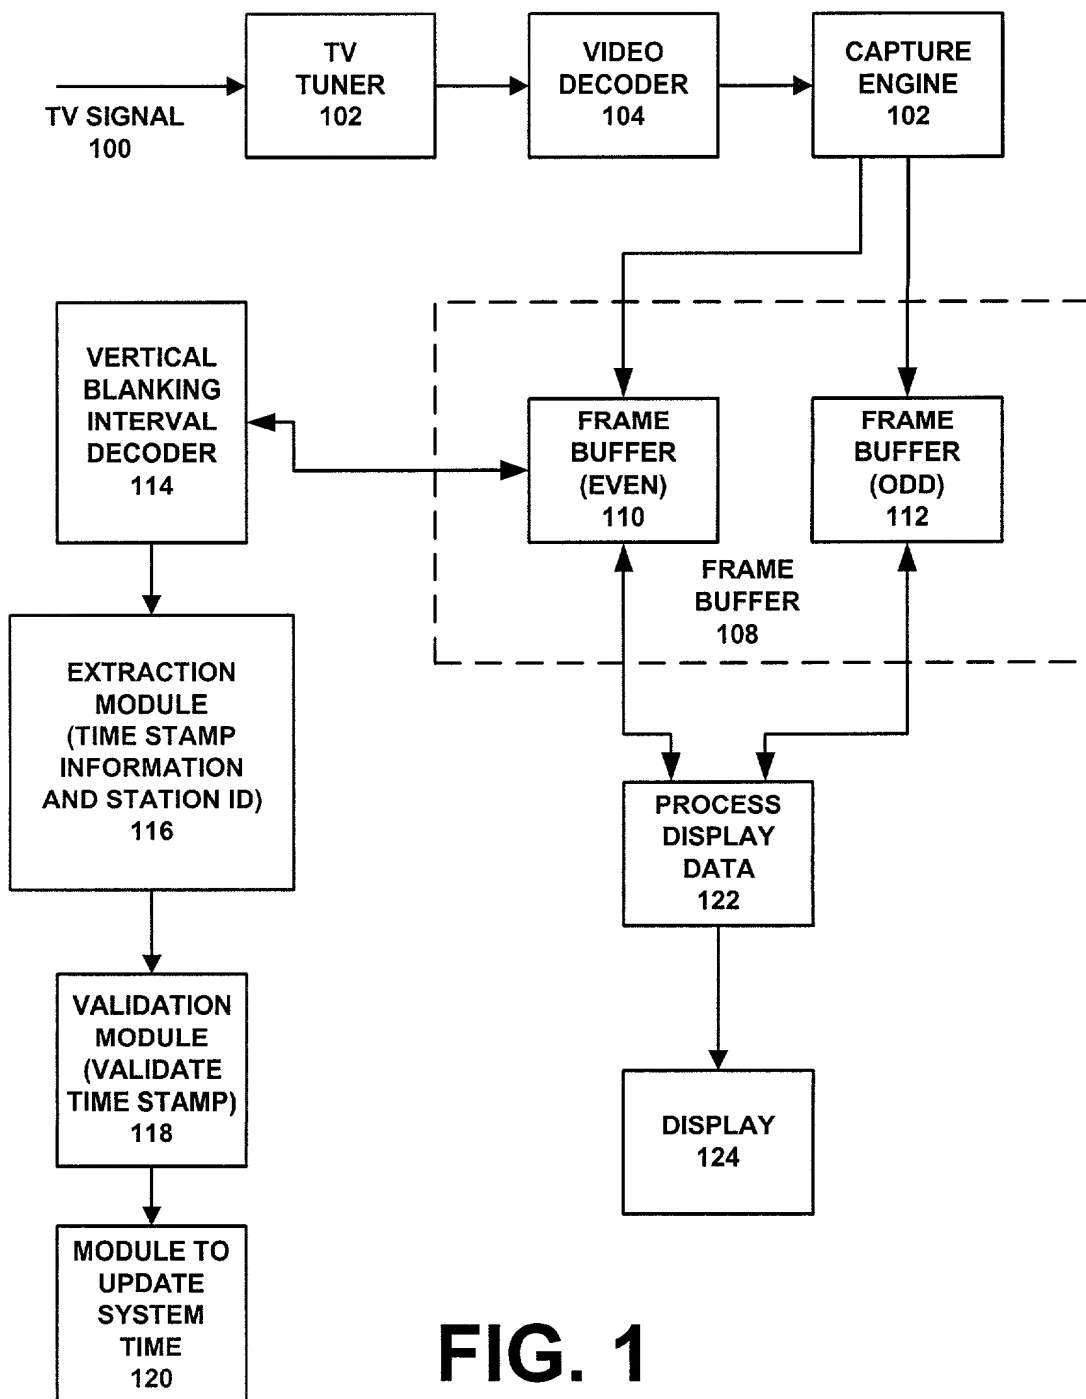 TV
TUNER
102
VIDEO
DECODER
104
CAPTURE
ENGINE
102
TV SIGNAL
100
VERTICAL
BLANKING
INTERVAL
DECODER
114
FRAME
BUFFER
(EVEN)
110
FRAME
BUFFER
(ODD)
112
FRAME
BUFFER
108
EXTRACTION
MODULE
(TIME STAMP
INFORMATION
AND STATION ID)
116
PROCESS
DISPLAY
DATA
122
VALIDATION
MODULE
(VALIDATE
TIME STAMP)
118
DISPLAY
124
MODULE TO
UPDATE
SYSTEM
TIME
120
FIG. 1